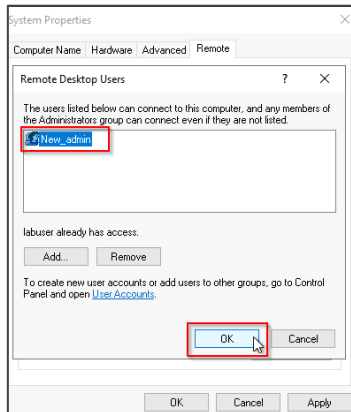 System Properties
Computer Name Hardware Advanced Remote
Remote Desktop Users ?
The users listed below can connect to this computer, and any members of
the Administrators group can connect even if they are not listed.
New_admin
labuser already has access.
Add... Remove
To create new user accounts or add users to other groups, go to Control
Panel and open User Accounts.
OK Cancel
OK Cancel Apply